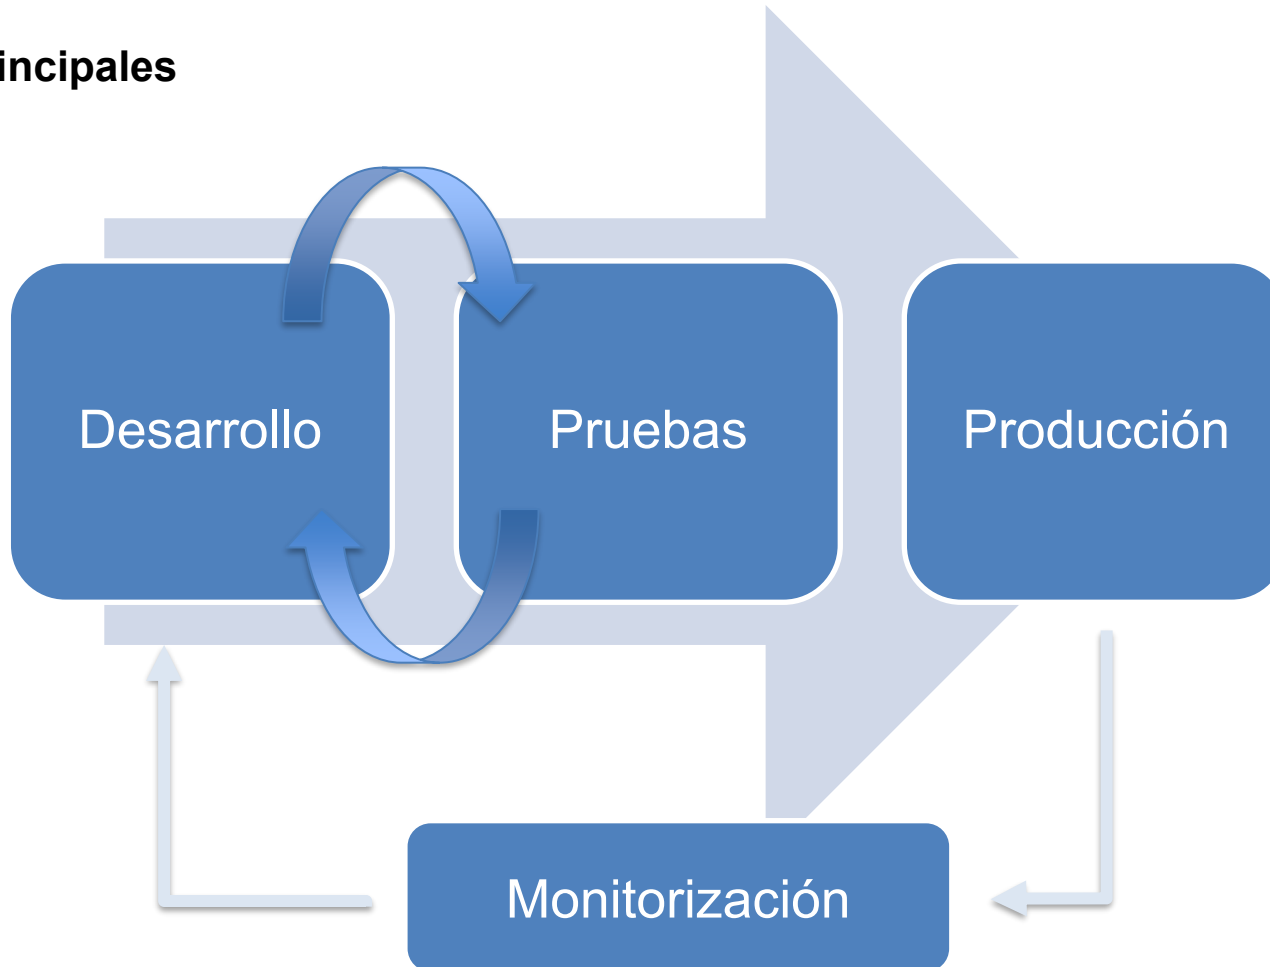 incipales
Desarrollo
Pruebas
Producción
Monitorización